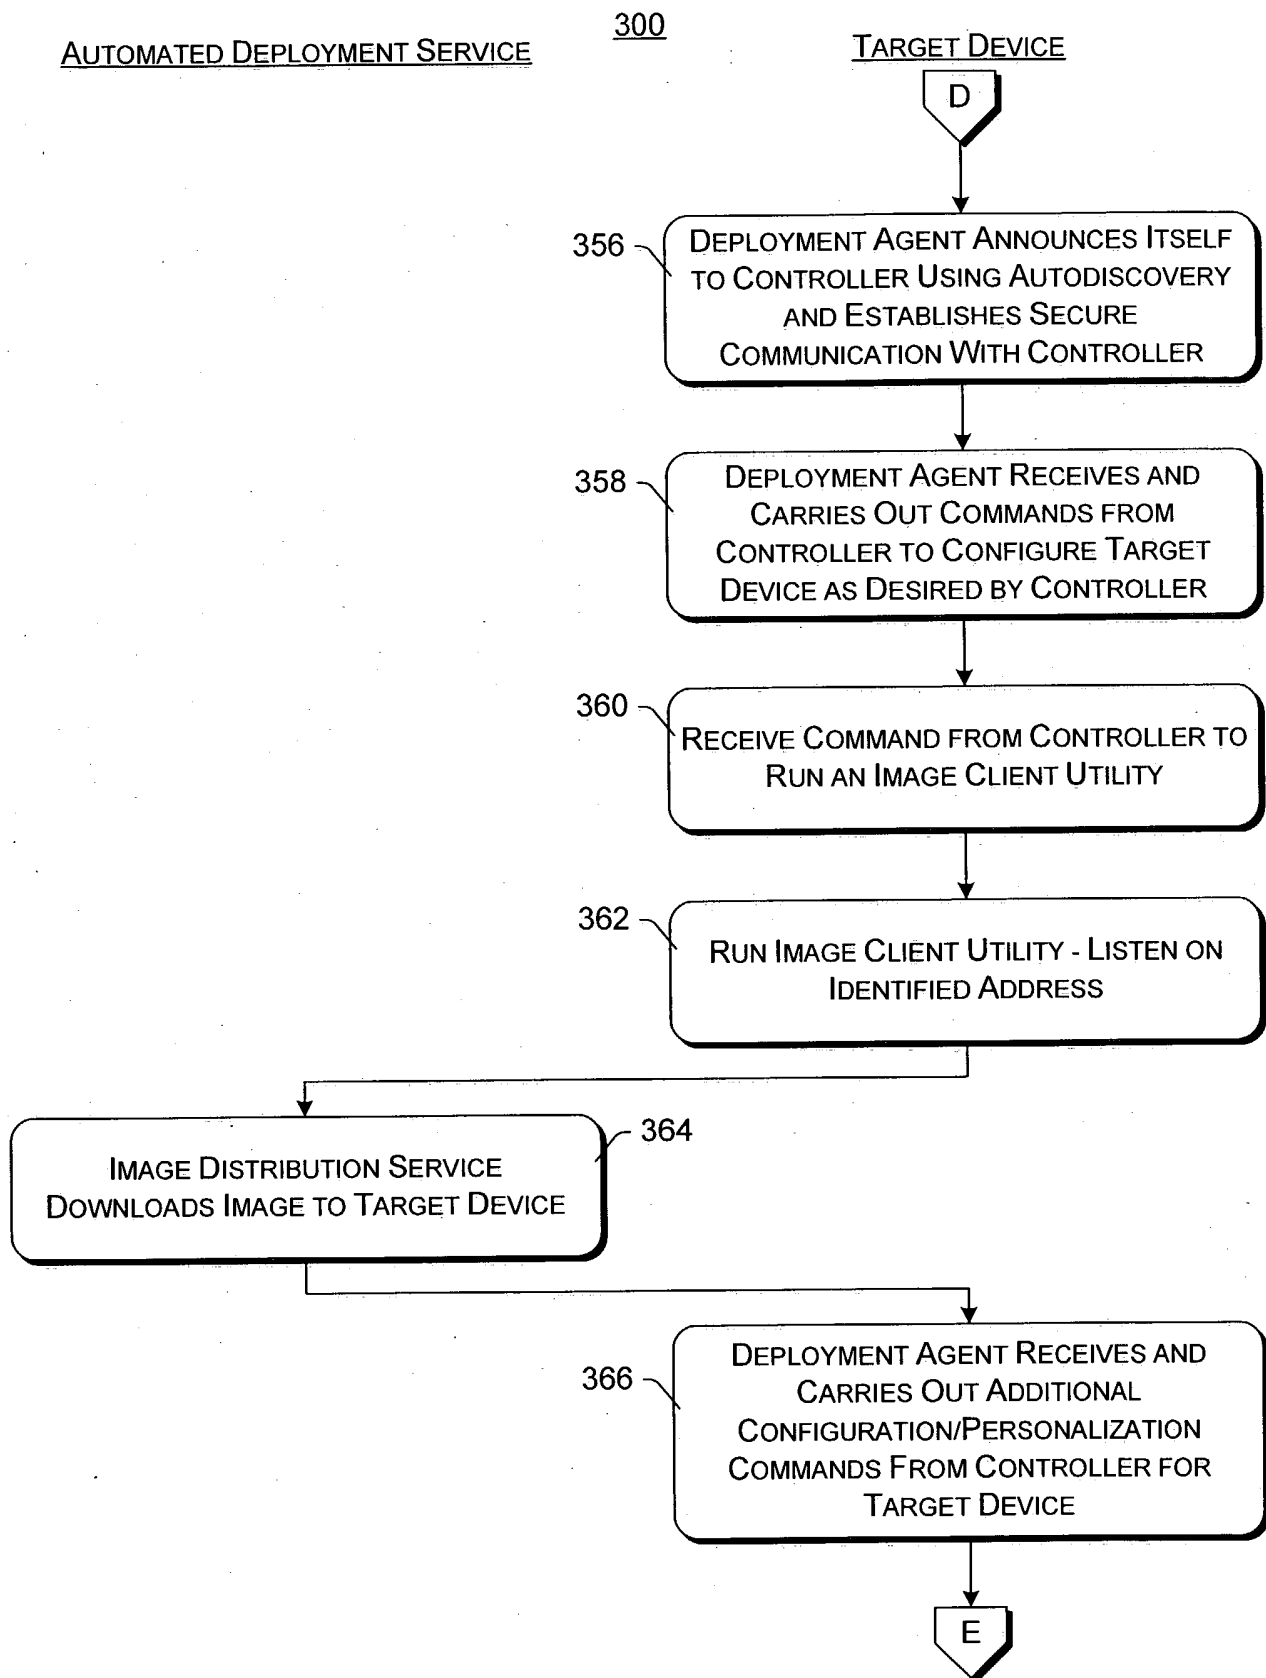 300
AUTOMATED DEPLOYMENT SERVICE
TARGET DEVICE
D
356
DEPLOYMENT AGENT ANNOUNCES ITSELF
TO CONTROLLER USING AUTODISCOVERY
AND ESTABLISHES SECURE
COMMUNICATION WITH CONTROLLER
358
DEPLOYMENT AGENT RECEIVES AND
CARRIES OUT COMMANDS FROM
CONTROLLER TO CONFIGURE TARGET
DEVICE AS DESIRED BY CONTROLLER
360
RECEIVE COMMAND FROM CONTROLLER TO
RUN AN IMAGE CLIENT UTILITY
362
RUN IMAGE CLIENT UTILITY - LISTEN ON
IDENTIFIED ADDRESS
364
IMAGE DISTRIBUTION SERVICE
DOWNLOADS IMAGE TO TARGET DEVICE
366
DEPLOYMENT AGENT RECEIVES AND
CARRIES OUT ADDITIONAL
CONFIGURATION/PERSONALIZATION
COMMANDS FROM CONTROLLER FOR
TARGET DEVICE
E